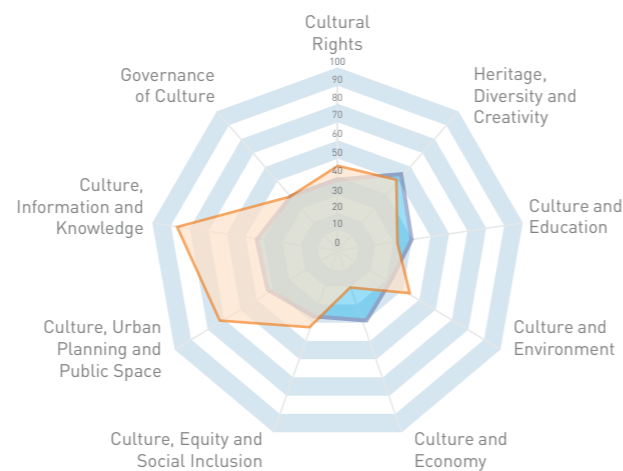 Cultural
Rights
100
90
80
70
60
50
40
30
20
10
0
Heritage,
Diversity and
Creativity
Culture and
Education
Culture and
Environment
Culture and
Economy
Culture, Equity and
Social Inclusion
Culture, Urban
Planning and
Public Space
Culture,
Information and
Knowledge
Governance
of Culture